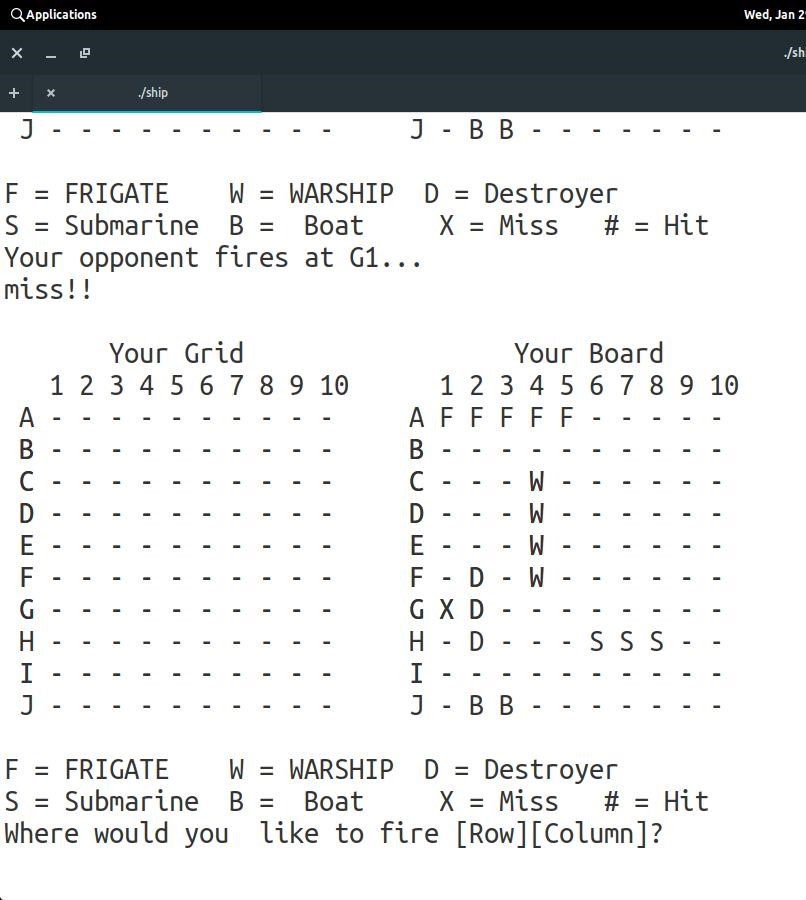 Applications Wed, Jan 2
./sh
./ship
J - - - - - - - - - - J - B B - - - - - - -
F = FRIGATE W = WARSHIP D = Destroyer
S = Submarine B = Boat X = Miss # = Hit
Your opponent fires at G1...
miss!!
Your Grid Your Board
1 2 3 4 5 6 7 8 9 10 1 2 3 4 5 6 7 8 9 10
A - - - - - - - - - - A F F F F F - - - - -
B - - - - - - - - - - B - - - - - - - - - -
C - - - - - - - - - - C - - - W - - - - - -
D - - - - - - - - - - D - - - W - - - - - -
E - - - - - - - - - - E - - - W - - - - - -
F - - - - - - - - - - F - D - W - - - - - -
G - - - - - - - - - - G X D - - - - - - - -
H - - - - - - - - - - H - D - - - S S S - -
I - - - - - - - - - - I - - - - - - - - - -
J - - - - - - - - - - J - B B - - - - - - -
F = FRIGATE W = WARSHIP D = Destroyer
S = Submarine B = Boat X = Miss # = Hit
Where would you like to fire [Row][Column]?